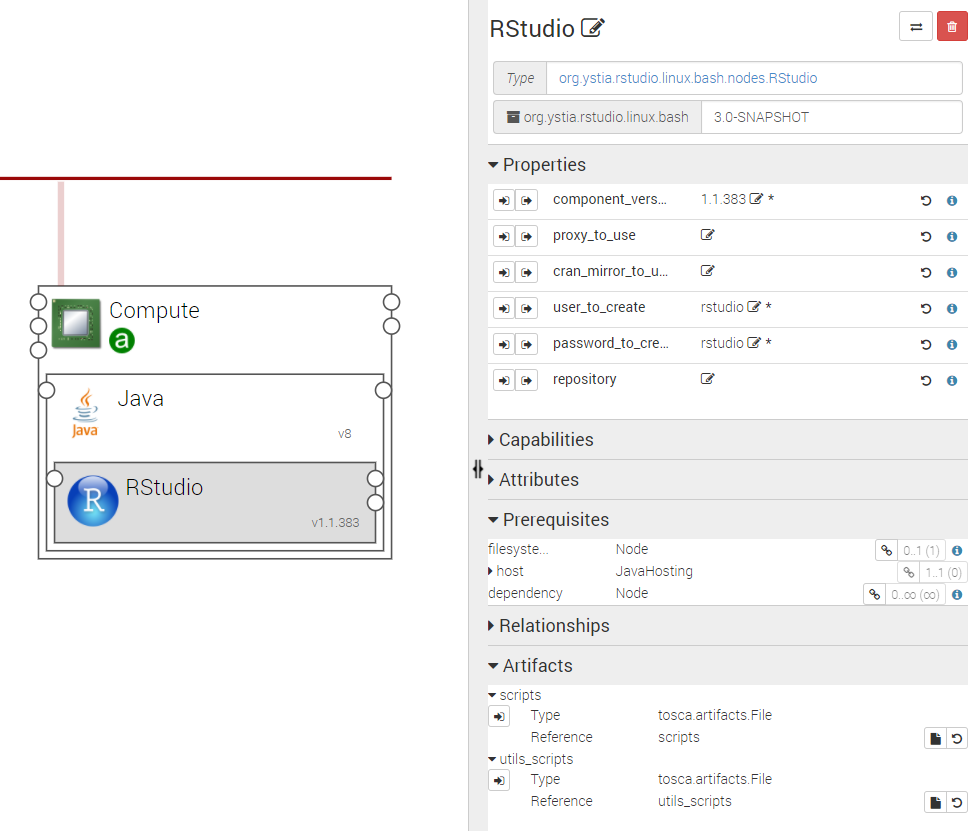 Compute
a
Java
Java
v8
R
RStudio
v1.1.383
RStudio
Type org.ystia.rstudio.linux.bash.nodes.RStudio
org.ystia.rstudio.linux.bash 3.0-SNAPSHOT
Properties
component_vers... 1.1.383 *
proxy_to_use
cran_mirror_to_u...
user_to_create rstudio *
password_to_cre... rstudio *
repository
Capabilities
Attributes
Prerequisites
filesyste... Node 0..1 (1)
host JavaHosting 1..1 (0)
dependency Node 0..∞ (∞)
Relationships
Artifacts
scripts
Type tosca.artifacts.File
Reference scripts
utils_scripts
Type tosca.artifacts.File
Reference utils_scripts